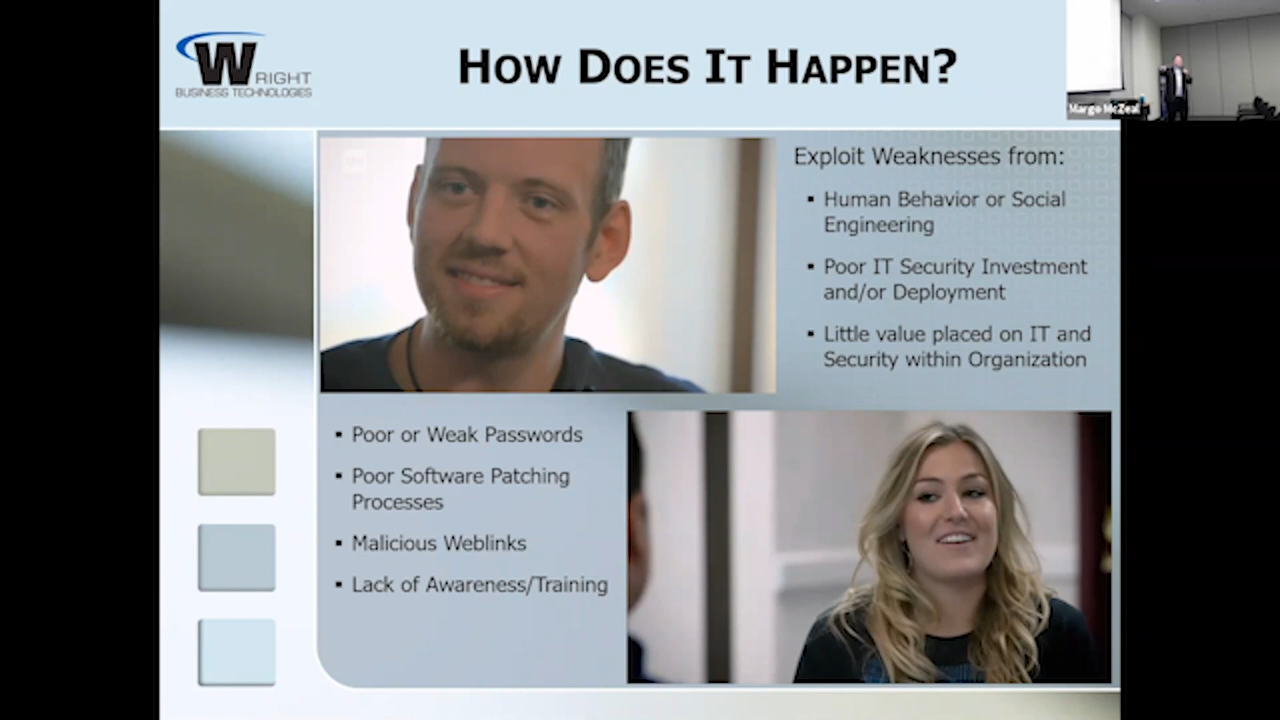 WRIGHT
BUSINESS TECHNOLOGIES
HOW DOES IT HAPPEN?
Margo McZeal
Exploit Weaknesses from:
▪ Human Behavior or Social
Engineering
▪ Poor IT Security Investment
and/or Deployment
▪ Little value placed on IT and
Security within Organization
▪ Poor or Weak Passwords
▪ Poor Software Patching
Processes
▪ Malicious Weblinks
▪ Lack of Awareness/Training